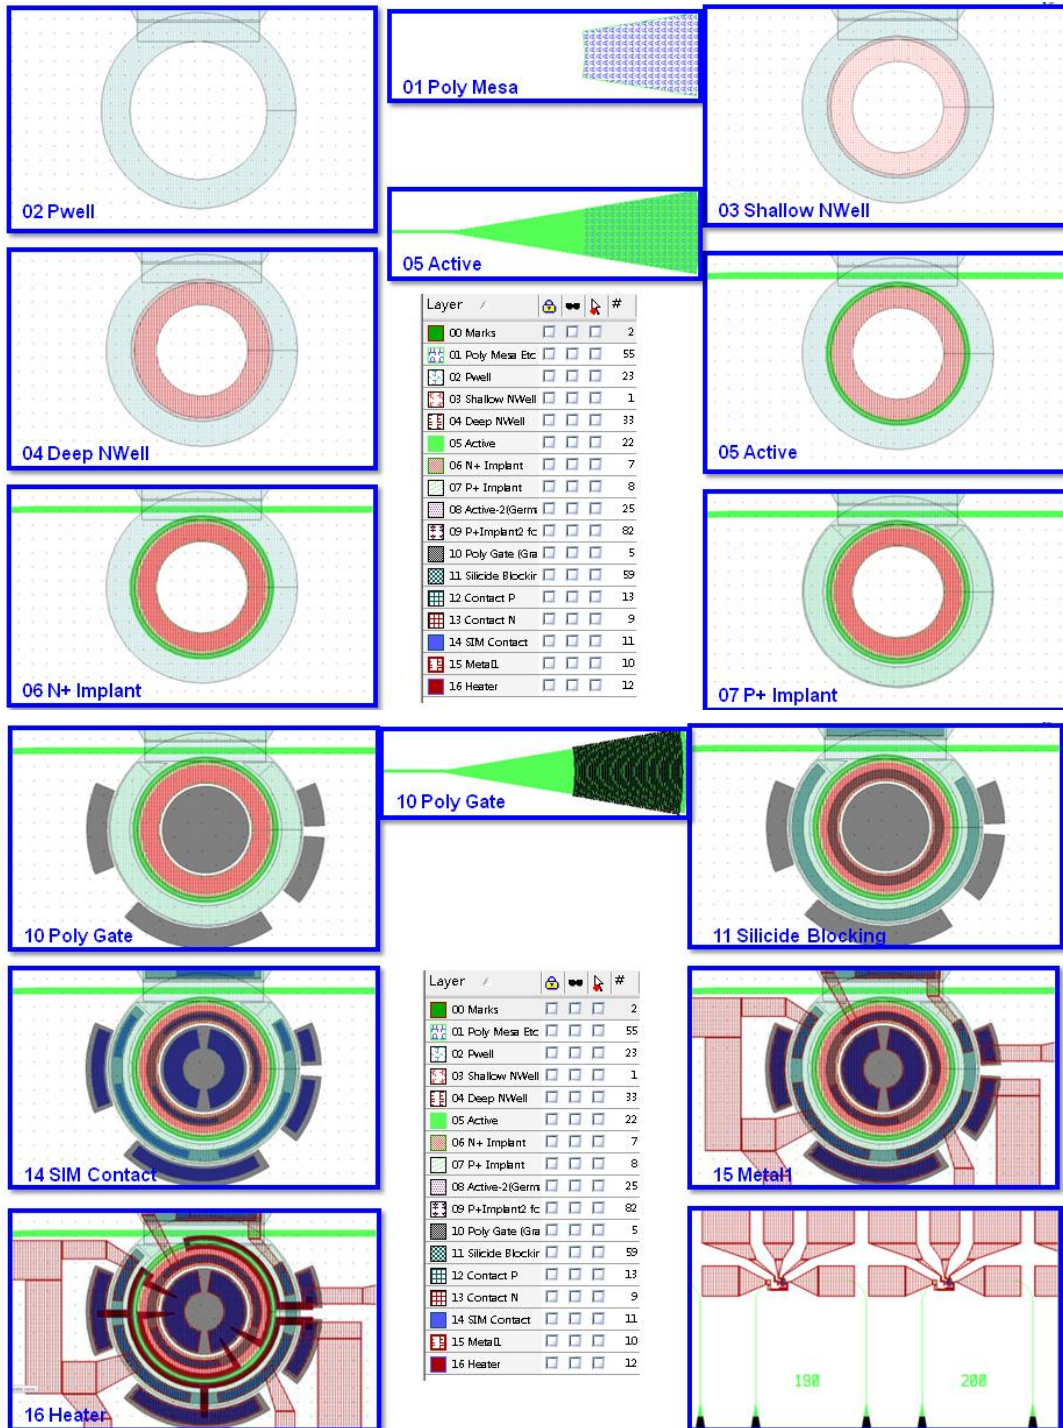 01 Poly Mesa
02 Pwell
03 Shallow NWell
05 Active
04 Deep NWell
05 Active
Layer #
00 Marks 2
01 Poly Mesa Etc 55
02 Pwell 23
03 Shallow NWell 1
04 Deep NWell 33
05 Active 22
06 N+ Implant 7
07 P+ Implant 8
08 Active-2(Germ 25
09 P+Implant2 fc 82
10 Poly Gate (Gra 5
11 Silicide Blockir 59
12 Contact P 13
13 Contact N 9
14 SIM Contact 11
15 Metal1 10
16 Heater 12
06 N+ Implant
07 P+ Implant
10 Poly Gate
10 Poly Gate
11 Silicide Blocking
14 SIM Contact
Layer #
00 Marks 2
01 Poly Mesa Etc 55
02 Pwell 23
03 Shallow NWell 1
04 Deep NWell 33
05 Active 22
06 N+ Implant 7
07 P+ Implant 8
08 Active-2(Germ 25
09 P+Implant2 fc 82
10 Poly Gate (Gra 5
11 Silicide Blockir 59
12 Contact P 13
13 Contact N 9
14 SIM Contact 11
15 Metal1 10
16 Heater 12
15 Metal1
16 Heater
190 200